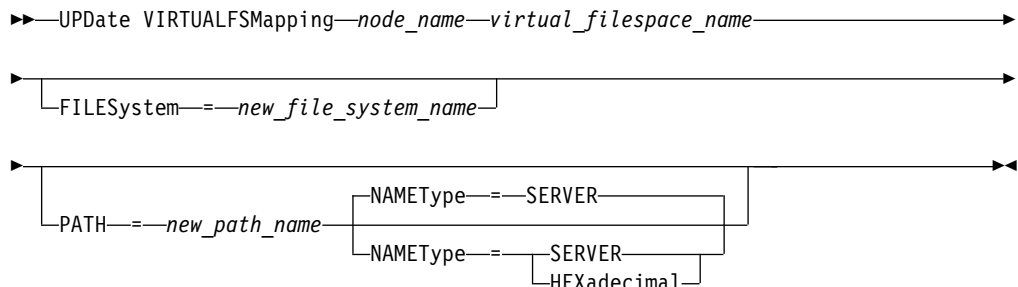 UPDate VIRTUALFSMapping node_name virtual_filespace_name
FILESystem = new_file_system_name
NAMEType = SERVER
PATH = new_path_name
NAMEType = SERVER
HEXadecimal